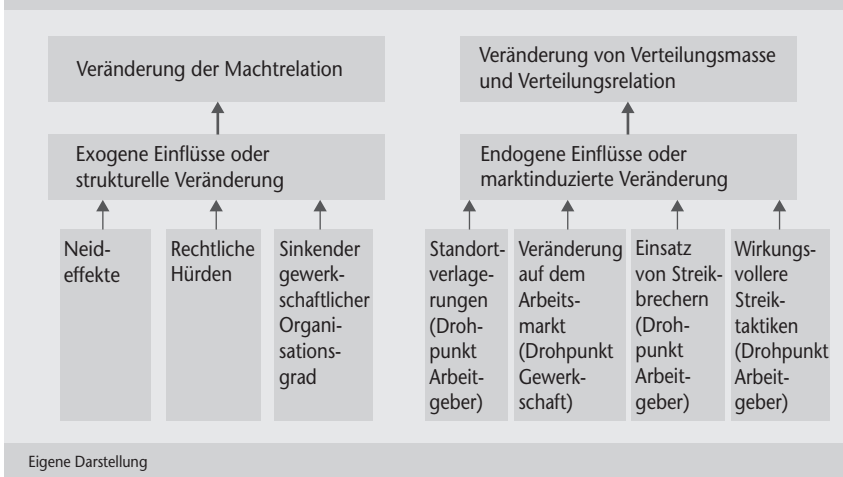 Veränderung der Machtrelation
Veränderung von Verteilungsmasse
und Verteilungsrelation
Exogene Einflüsse oder
strukturelle Veränderung
Endogene Einflüsse oder
marktinduzierte Veränderung
Neid-
effekte
Rechtliche
Hürden
Sinkender
gewerk-
schaftlicher
Organi-
sations-
grad
Standort-
verlage-
rungen
(Droh-
punkt
Arbeit-
geber)
Veränderung
auf dem
Arbeits-
markt
(Drohpunkt
Gewerk-
schaft)
Einsatz
von Streik-
brechern
(Droh-
punkt
Arbeit-
geber)
Wirkungs-
vollere
Streik-
taktiken
(Drohpunkt
Arbeit-
geber)
Eigene Darstellung